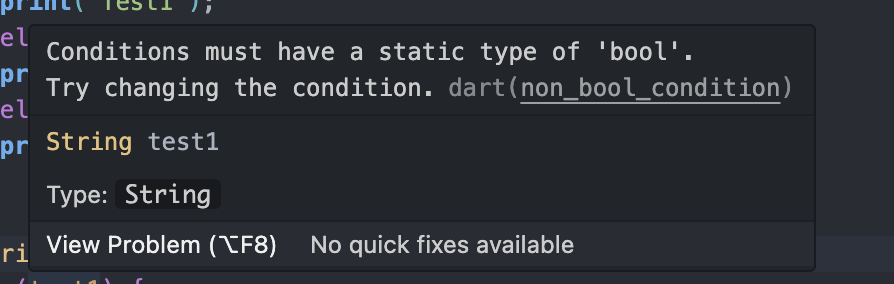 print("Test1");
el
Conditions must have a static type of 'bool'.
pr
Try changing the condition. dart(non_bool_condition)
el
pr
String test1
Type: String
ri
View Problem (⌥F8) No quick fixes available